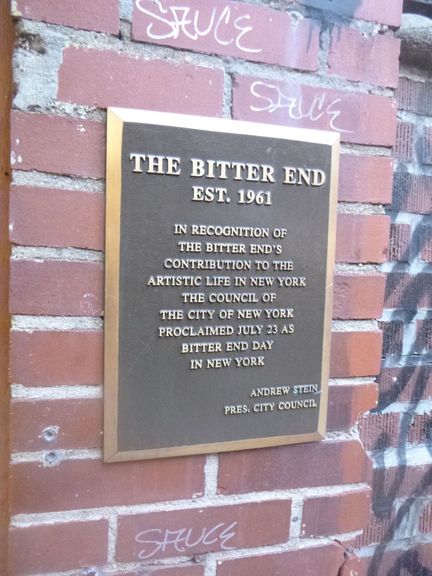 SAUCE
SAUCE
THE BITTER END
EST. 1961
IN RECOGNITION OF
THE BITTER END'S
CONTRIBUTION TO THE
ARTISTIC LIFE IN NEW YORK
THE COUNCIL OF
THE CITY OF NEW YORK
PROCLAIMED JULY 23 AS
BITTER END DAY
IN NEW YORK
ANDREW STEIN
PRES. CITY COUNCIL
SAUCE